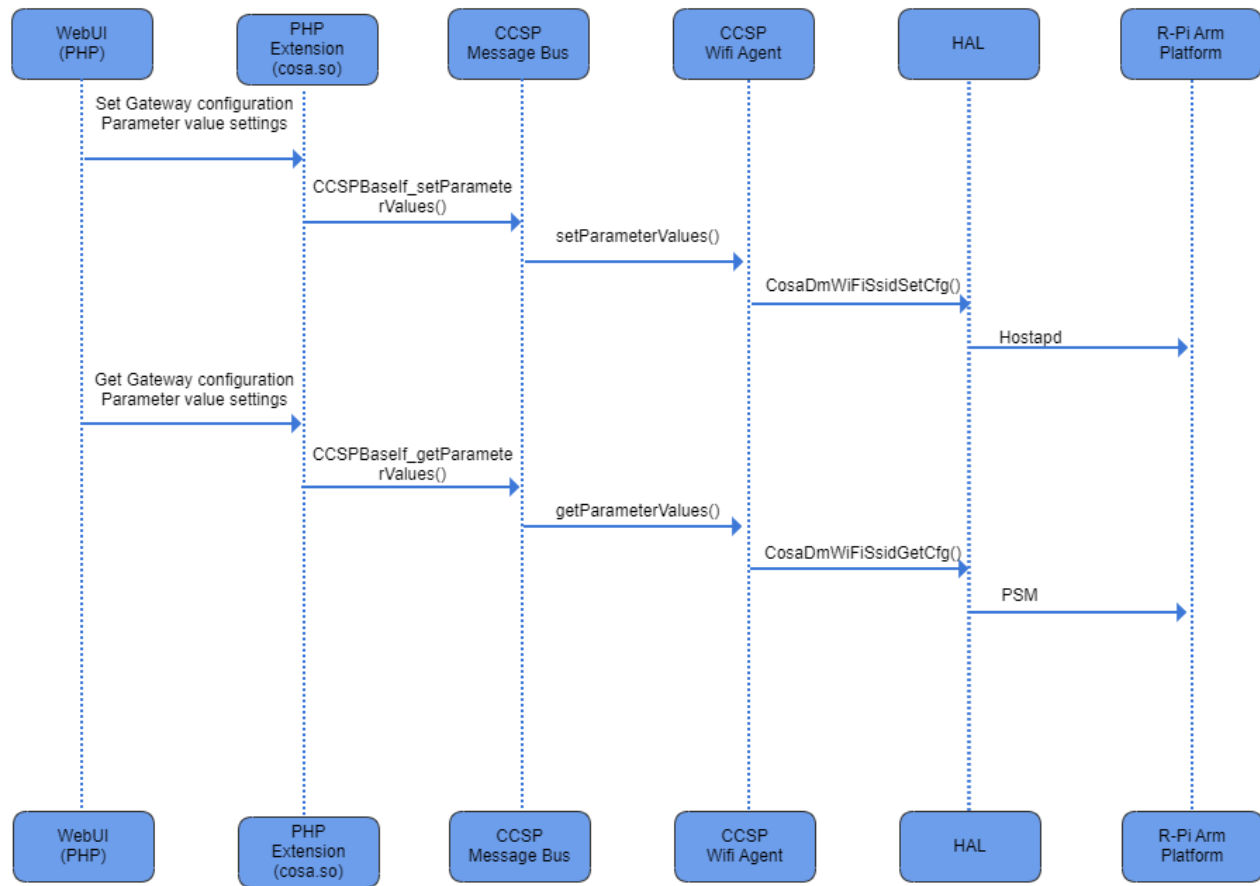 WebUI
(PHP)
PHP
Extension
(cosa.so)
CCSP
Message Bus
CCSP
Wifi Agent
HAL
R-Pi Arm
Platform
Set Gateway configuration
Parameter value settings
CCSPBaseIf_setParamete
rValues()
setParameterValues()
CosaDmWiFiSsidSetCfg()
Hostapd
Get Gateway configuration
Parameter value settings
CCSPBaseIf_getParamete
rValues()
getParameterValues()
CosaDmWiFiSsidGetCfg()
PSM
WebUI
(PHP)
PHP
Extension
(cosa.so)
CCSP
Message Bus
CCSP
Wifi Agent
HAL
R-Pi Arm
Platform